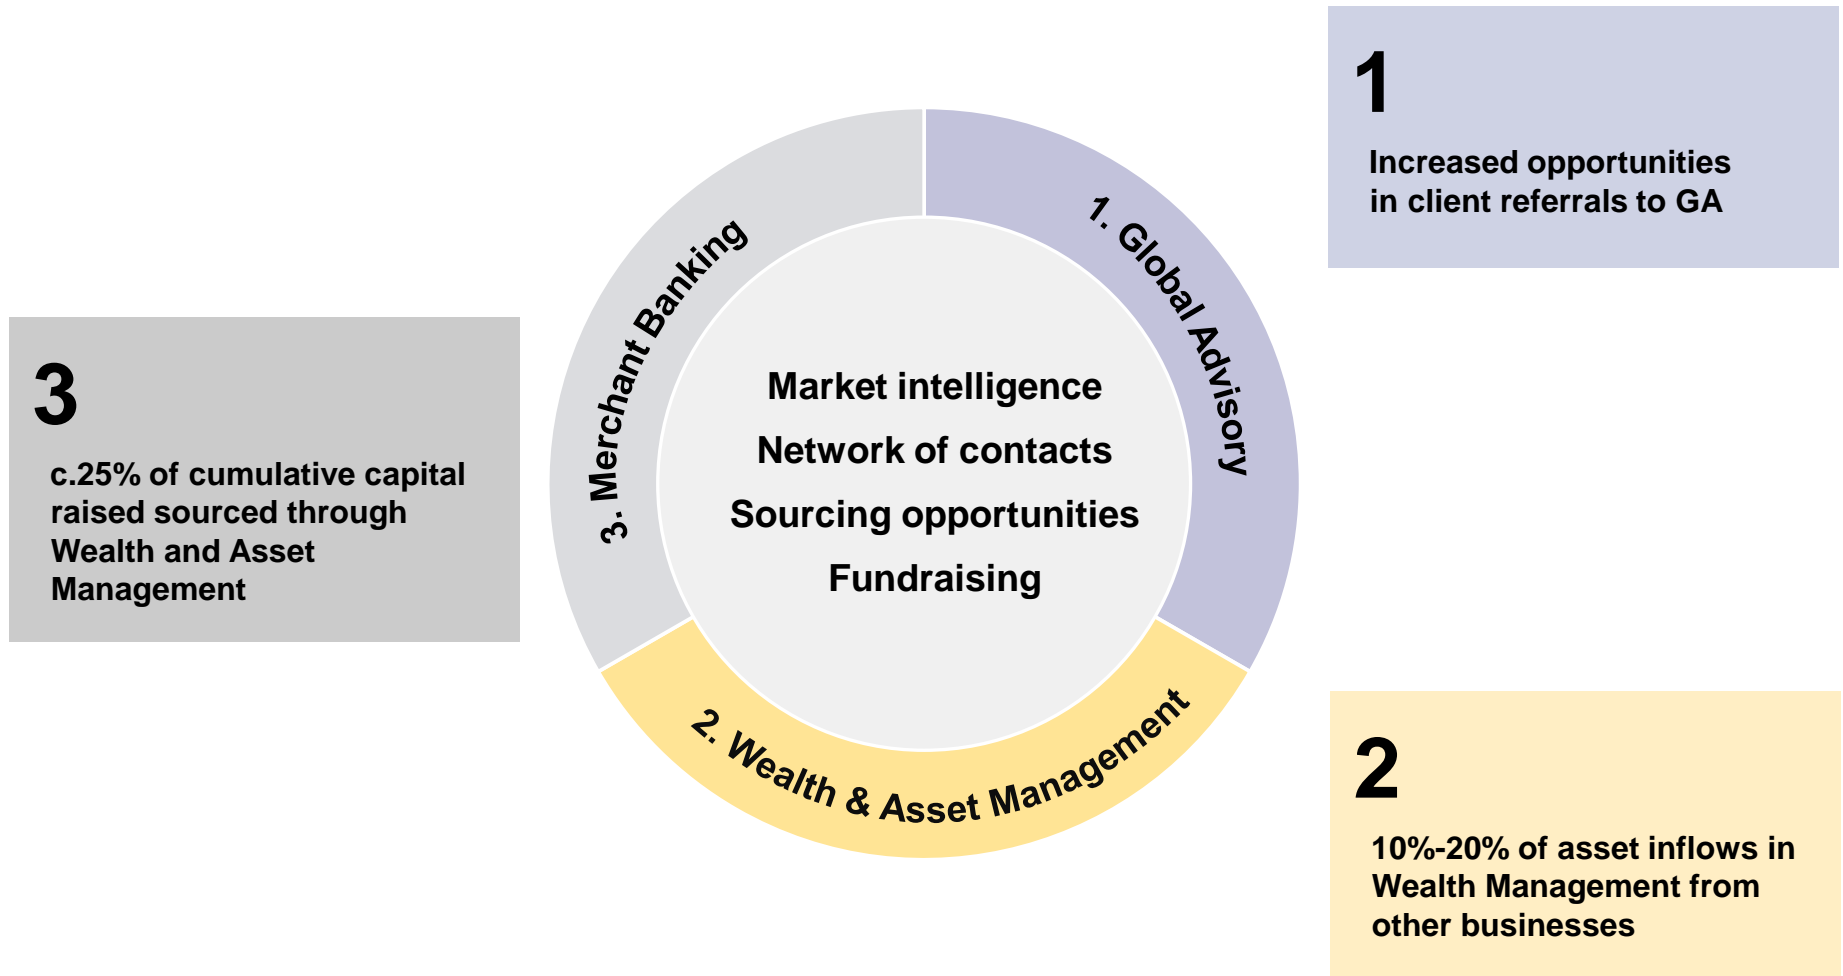 1
Increased opportunities
in client referrals to GA
1. Global Advisory
3. Merchant Banking
Market intelligence
Network of contacts
Sourcing opportunities
Fundraising
3
c.25% of cumulative capital
raised sourced through
Wealth and Asset
Management
2. Wealth & Asset Management
2
10%-20% of asset inflows in
Wealth Management from
other businesses